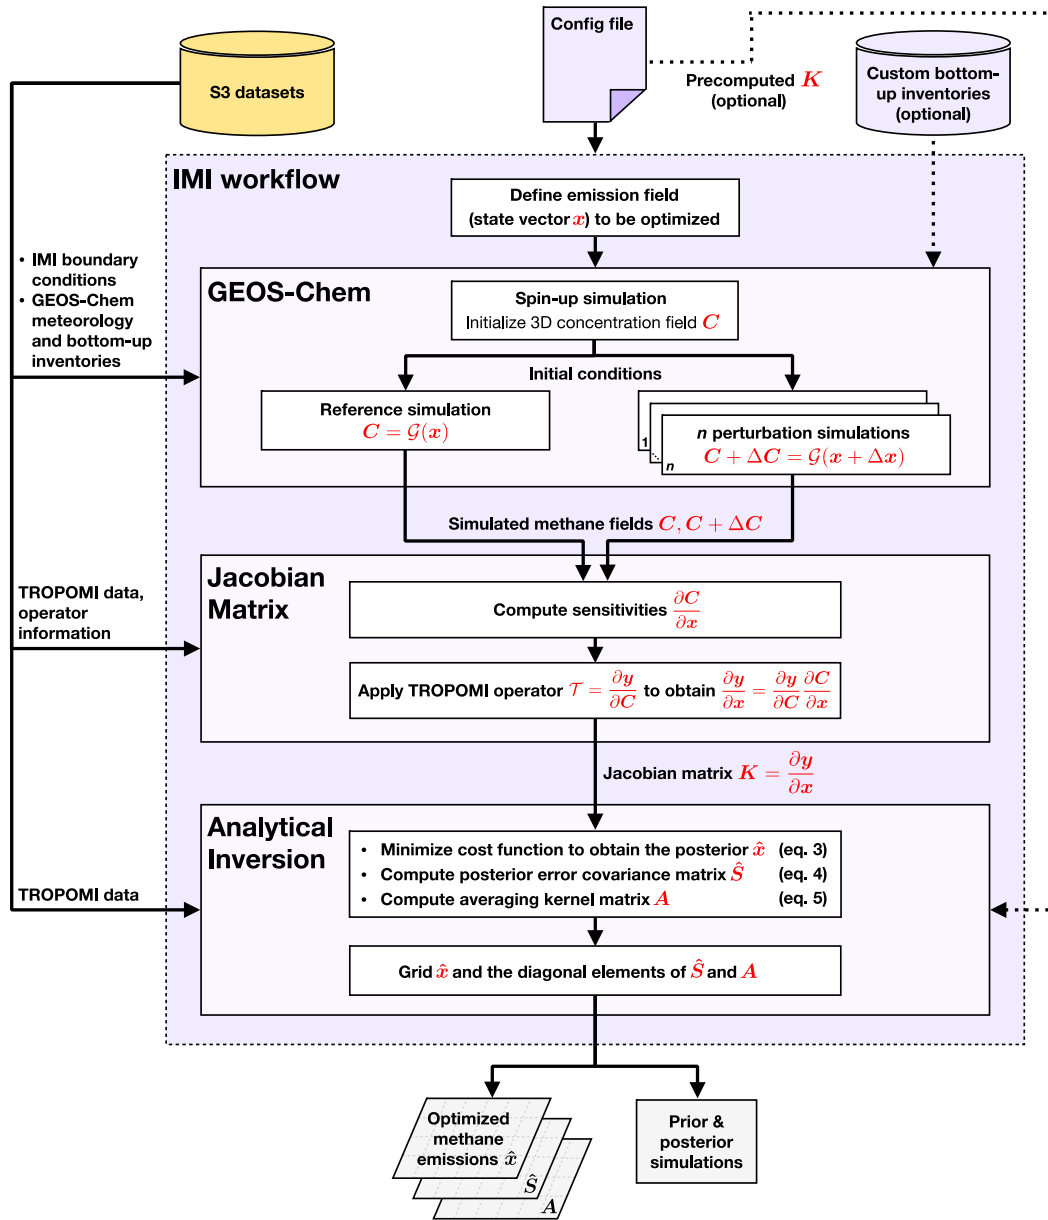 Config file
S3 datasets
Precomputed K
(optional)
Custom bottom-
up inventories
(optional)
IMI workflow
Define emission field
(state vector x) to be optimized
• IMI boundary
conditions
• GEOS-Chem
meteorology
and bottom-up
inventories
GEOS-Chem
Spin-up simulation
Initialize 3D concentration field C
Initial conditions
Reference simulation
C = G(x)
1
⋱
n
n perturbation simulations
C + ΔC = G(x + Δx)
Simulated methane fields C, C + ΔC
TROPOMI data,
operator
information
Jacobian
Matrix
Compute sensitivities ∂C/∂x
Apply TROPOMI operator T = ∂y/∂C to obtain ∂y/∂x = ∂y/∂C ∂C/∂x
Jacobian matrix K = ∂y/∂x
TROPOMI data
Analytical
Inversion
• Minimize cost function to obtain the posterior x̂ (eq. 3)
• Compute posterior error covariance matrix Ŝ (eq. 4)
• Compute averaging kernel matrix A (eq. 5)
Grid x̂ and the diagonal elements of Ŝ and A
Optimized
methane
emissions x̂
Ŝ
A
Prior &
posterior
simulations